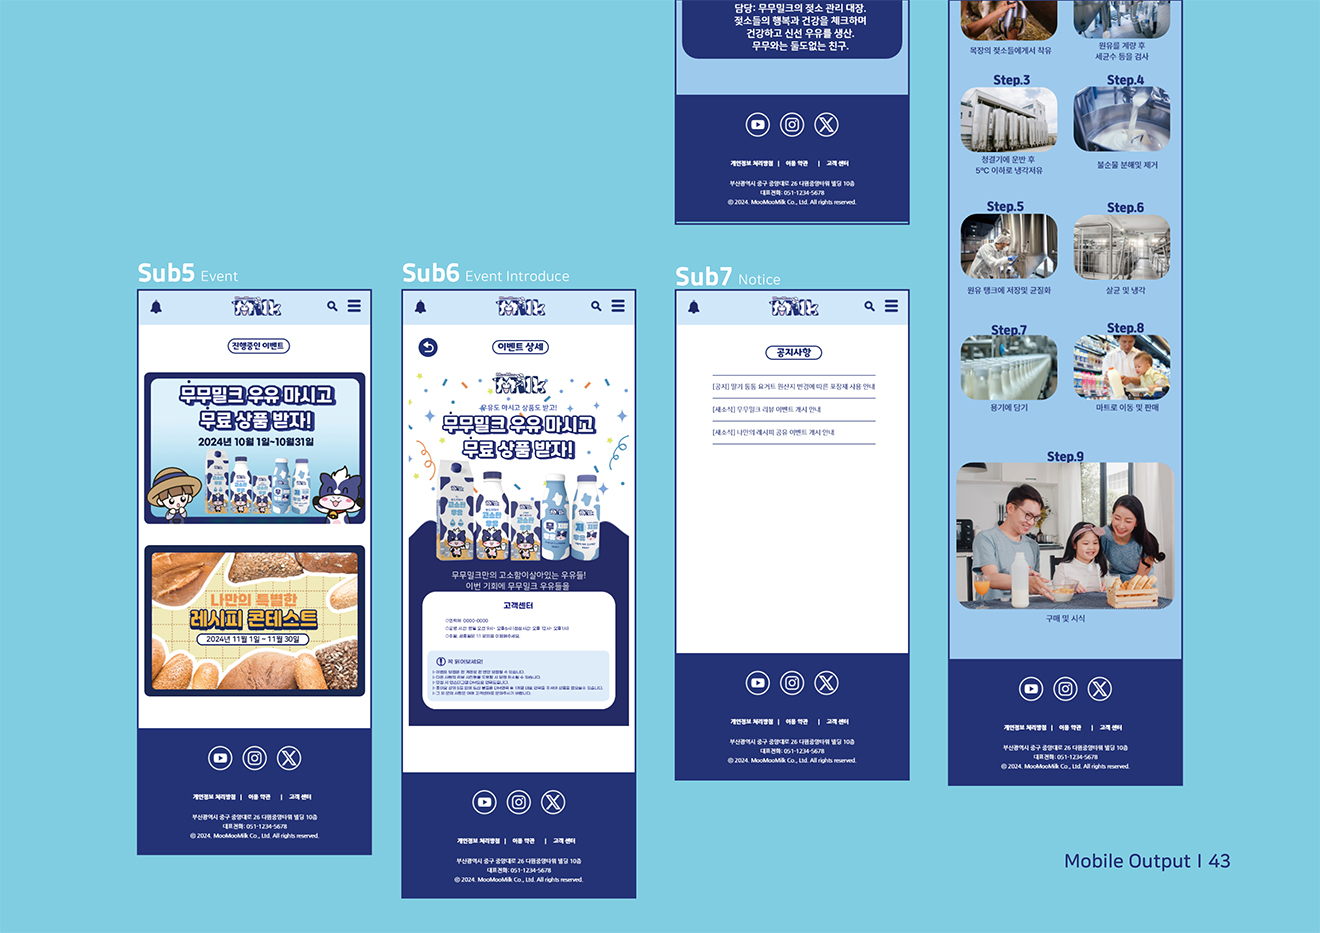 담당: 무무밀크의 젖소 관리 대장.
젖소들의 행복과 건강을 체크하며
건강하고 신선 우유를 생산.
무무와는 둘도없는 친구.
개인정보 처리방침 | 이용 약관 | 고객 센터
부산광역시 중구 중앙대로 26 다원중앙타워 빌딩 10층
대표전화: 051-1234-5678
© 2024. MooMooMilk Co., Ltd. All rights reserved.
목장의 젖소들에게서 착유
원유를 계량 후
세균수 등을 검사
Step.3
Step.4
청결기에 운반 후
5℃ 이하로 냉각저유
불순물 분해및 제거
Step.5
Step.6
원유 탱크에 저장및 균질화
살균 및 냉각
Step.7
Step.8
용기에 담기
마트로 이동 및 판매
Step.9
구매 및 시식
개인정보 처리방침 | 이용 약관 | 고객 센터
부산광역시 중구 중앙대로 26 다원중앙타워 빌딩 10층
대표전화: 051-1234-5678
© 2024. MooMooMilk Co., Ltd. All rights reserved.
Sub5 Event
Milk
진행중인 이벤트
무무밀크 우유 마시고
무료 상품 받자!
2024년 10월 1일~10월31일
나만의 특별한
레시피 콘테스트
2024년 11월 1일 ~ 11월 30일
개인정보 처리방침 | 이용 약관 | 고객 센터
부산광역시 중구 중앙대로 26 다원중앙타워 빌딩 10층
대표전화: 051-1234-5678
© 2024. MooMooMilk Co., Ltd. All rights reserved.
Sub6 Event Introduce
Milk
이벤트 상세
Milk
우유도 마시고 상품도 받고!
무무밀크 우유 마시고
무료 상품 받자!
고소한
우유
고소한
우유
무무밀크만의 고소함이살아있는 우유들!
이번 기회에 무무밀크 우유들을
고객센터
꼭 읽어보세요!
개인정보 처리방침 | 이용 약관 | 고객 센터
부산광역시 중구 중앙대로 26 다원중앙타워 빌딩 10층
대표전화: 051-1234-5678
© 2024. MooMooMilk Co., Ltd. All rights reserved.
Sub7 Notice
Milk
공지사항
[공지] 딸기 동동 요거트 원산지 변경에 따른 포장재 사용 안내
[새소식] 무무밀크 리뷰 이벤트 개시 안내
[새소식] 나만의 레시피 공유 이벤트 개시 안내
개인정보 처리방침 | 이용 약관 | 고객 센터
부산광역시 중구 중앙대로 26 다원중앙타워 빌딩 10층
대표전화: 051-1234-5678
© 2024. MooMooMilk Co., Ltd. All rights reserved.
Mobile Output | 43